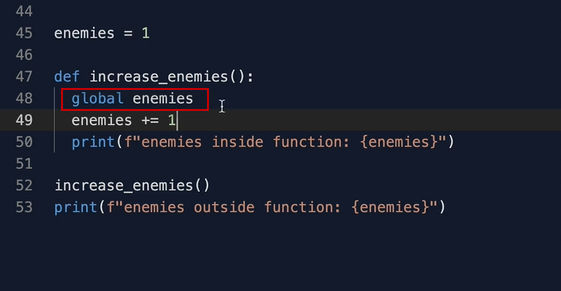 44
45 enemies = 1
46
47 def increase_enemies():
48 global enemies
49 enemies += 1
50 print(f"enemies inside function: {enemies}")
51
52 increase_enemies()
53 print(f"enemies outside function: {enemies}")